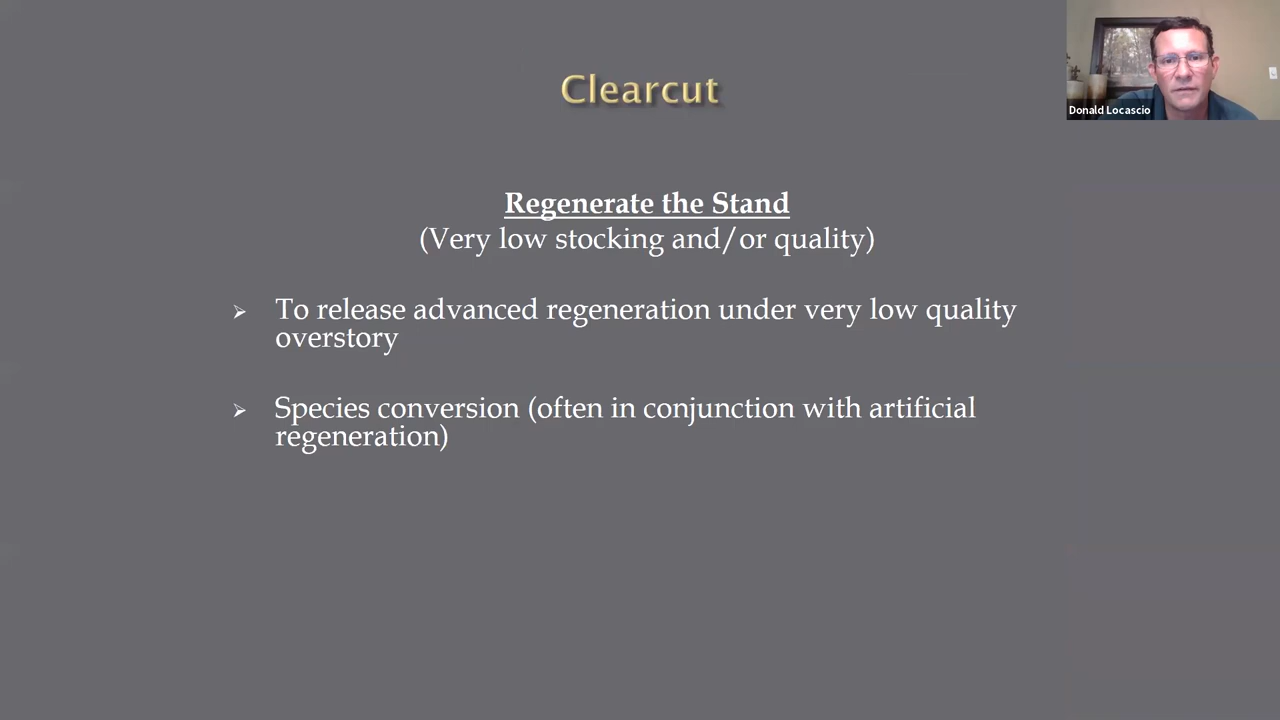 Clearcut
Donald Locascio
Regenerate the Stand
(Very low stocking and/or quality)
To release advanced regeneration under very low quality
overstory
Species conversion (often in conjunction with artificial
regeneration)